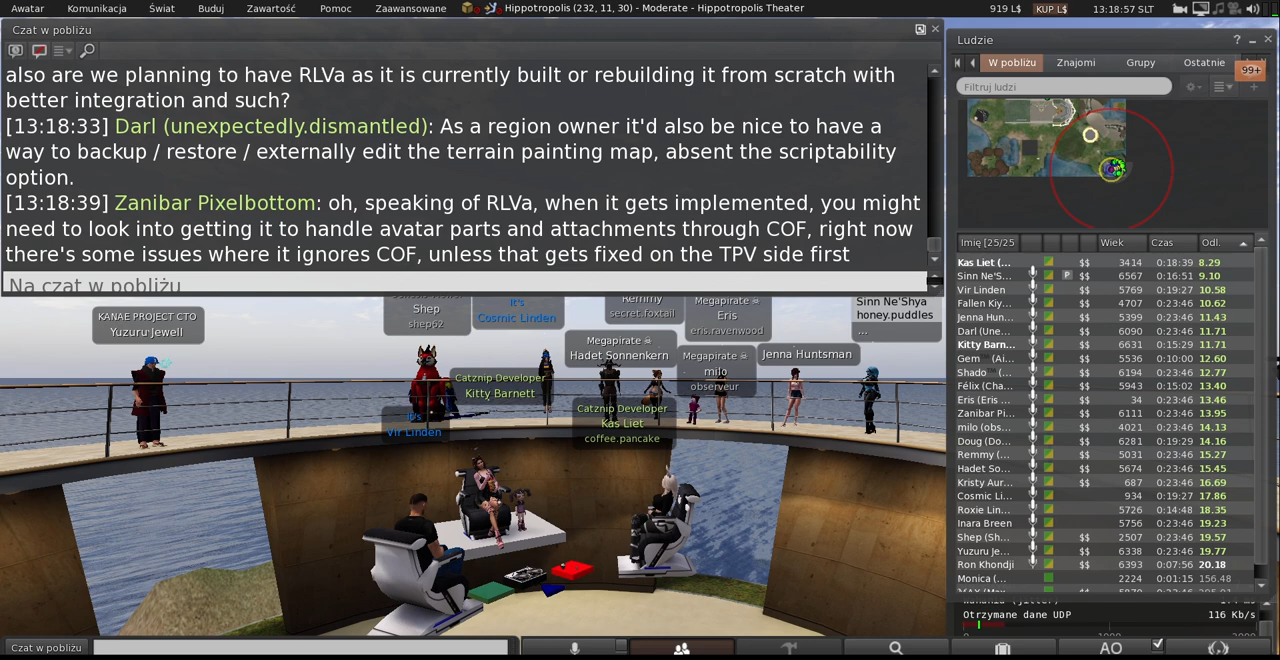 Awatar Komunikacja Świat Buduj Zawartość Pomoc Zaawansowane Hippotropolis (232, 11, 30) - Moderate - Hippotropolis Theater 919 L$ KUP L$ 13:18:57 SLT
Czat w pobliżu
also are we planning to have RLVa as it is currently built or rebuilding it from scratch with
better integration and such?
[13:18:33] Darl (unexpectedly.dismantled): As a region owner it'd also be nice to have a
way to backup / restore / externally edit the terrain painting map, absent the scriptability
option.
[13:18:39] Zanibar Pixelbottom: oh, speaking of RLVa, when it gets implemented, you might
need to look into getting it to handle avatar parts and attachments through COF, right now
there's some issues where it ignores COF, unless that gets fixed on the TPV side first
Na czat w pobliżu
KANAE PROJECT CTO
Yuzuru Jewell
Shep
shep62
It's
Cosmic Linden
Remmy
secret.foxtail
Megapirate ☠
Eris
eris.ravenwood
Sinn Ne'Shya
honey.puddles
...
Megapirate ☠
Hadet Sonnenkern
Megapirate ☠
milo
observeur
Jenna Huntsman
Catznip Developer
Kitty Barnett
It's
Vir Linden
Catznip Developer
Kas Liet
coffee.pancake
Ludzie
? _ ×
W pobliżu Znajomi Grupy Ostatnie
99+
Filtruj ludzi
Imię [25/25 Wiek Czas Odl.
Kas Liet (... 3414 0:18:39 8.29
Sinn Ne'S... P $$ 6567 0:16:51 9.10
Vir Linden $$ 5769 0:19:27 10.58
Fallen Kiy... $$ 4707 0:23:46 10.62
Jenna Hun... $$ 5399 0:23:46 11.43
Darl (Une... $$ 6090 0:23:46 11.71
Kitty Barn... $$ 6631 0:15:29 11.71
Gem™ (Ai... $$ 5536 0:10:00 12.60
Shado™ (... $$ 6194 0:23:46 12.77
Félix (Cha... $$ 5943 0:15:02 13.40
Eris (Eris ... $$ 34 0:23:46 13.46
Zanibar Pi... $$ 6111 0:23:46 13.95
milo (obs... $$ 4021 0:23:46 14.13
Doug (Do... $$ 6281 0:19:29 14.16
Remmy (... $$ 5031 0:23:46 15.27
Hadet So... $$ 5674 0:23:46 15.45
Kristy Aur... $$ 687 0:23:46 16.69
Cosmic Li... 934 0:19:27 17.86
Roxie Lin... 5726 0:14:48 18.35
Inara Breen 5756 0:23:46 19.23
Shep (Sh... $$ 2507 0:23:46 19.57
Yuzuru Je... $$ 6338 0:23:46 19.77
Ron Khondji $$ 6393 0:07:56 20.18
Monica (... 2224 0:01:15 156.48
Otrzymane dane UDP 116 Kb/s
Czat w pobliżu
AO